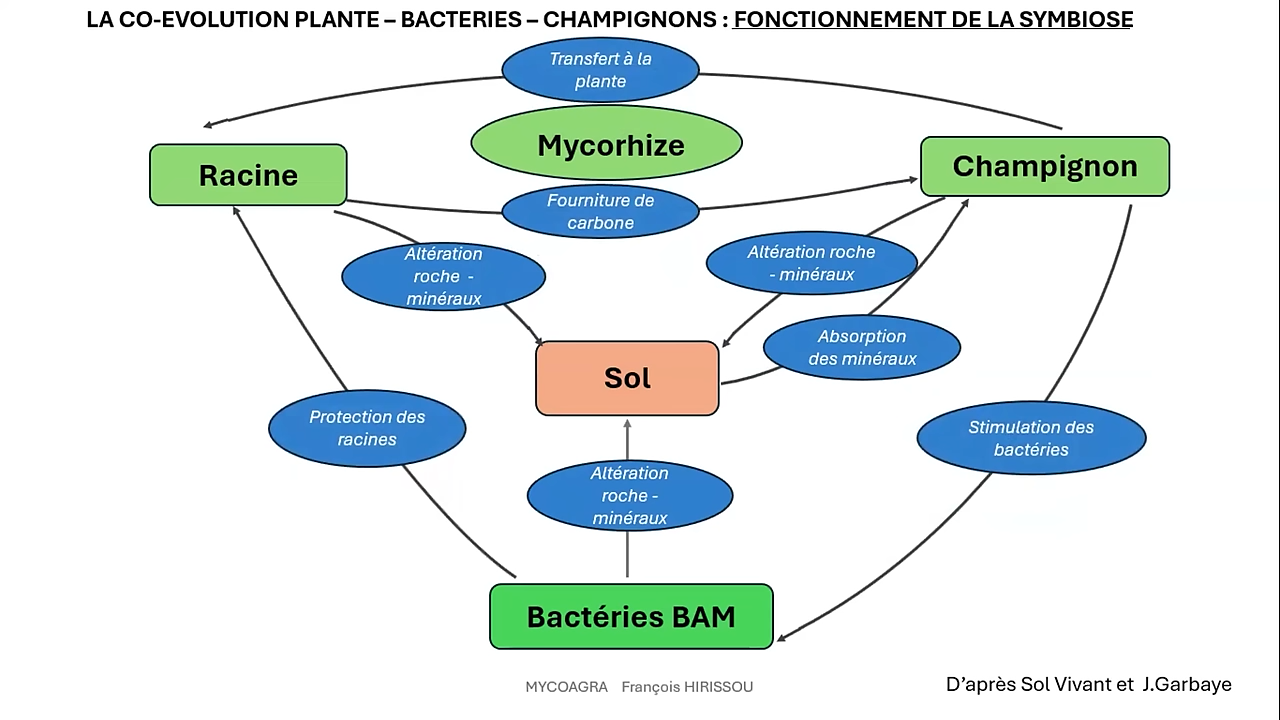 LA CO-EVOLUTION PLANTE – BACTERIES – CHAMPIGNONS : FONCTIONNEMENT DE LA SYMBIOSE
Transfert à la
plante
Mycorhize
Racine
Champignon
Fourniture de
carbone
Altération
roche -
minéraux
Altération roche
- minéraux
Absorption
des minéraux
Sol
Protection des
racines
Stimulation des
bactéries
Altération
roche -
minéraux
Bactéries BAM
MYCOAGRA François HIRISSOU
D’après Sol Vivant et J.Garbaye